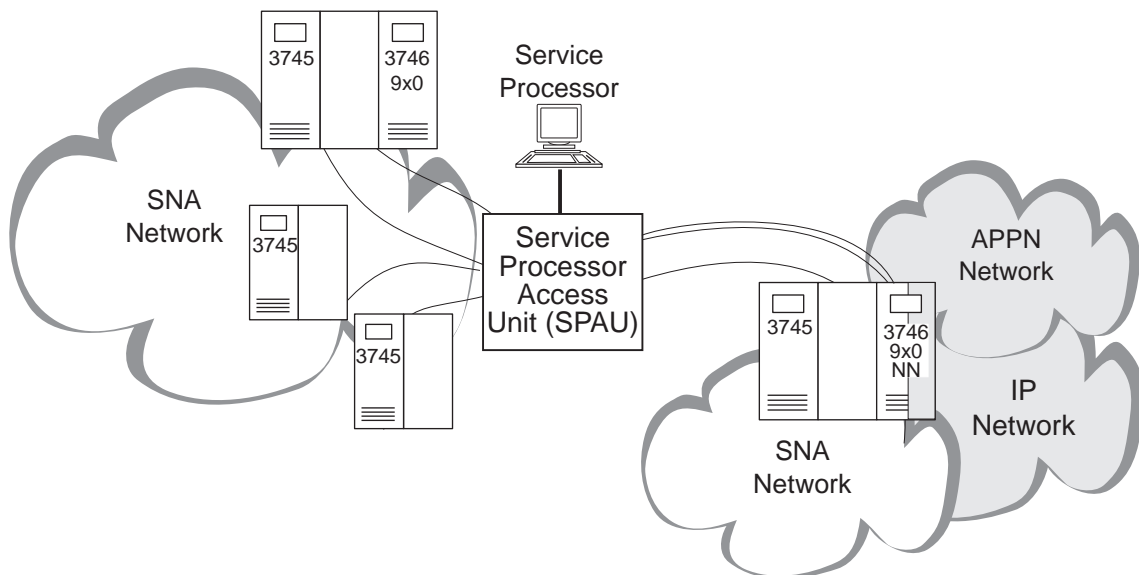 3745
3746
9x0
Service
Processor
SNA
Network
3745
Service
Processor
Access
Unit (SPAU)
3745
APPN
Network
3745
3746
9x0
NN
IP
Network
SNA
Network